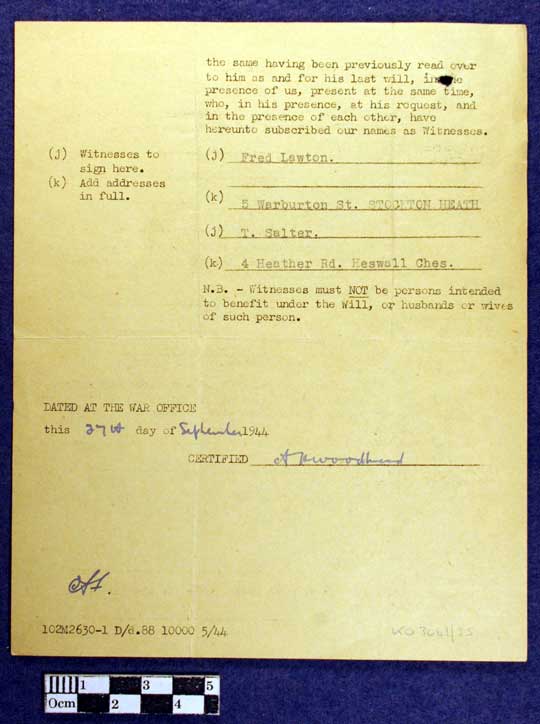 the same having been previously read over
to him as and for his last will, in the
presence of us, present at the same time,
who, in his presence, at his request, and
in the presence of each other, have
hereunto subscribed our names as Witnesses.
(j) Witnesses to
sign here.
(k) Add addresses
in full.
(j) Fred Lawton.
(k) 5 Warburton St. STOCKTON HEATH
(j) T. Salter.
(k) 4 Heather Rd. Heswall Ches.
N.B. - Witnesses must NOT be persons intended
to benefit under the Will, or husbands or wives
of such person.
DATED AT THE WAR OFFICE
this 27th day of September 1944
CERTIFIED
102M2630-1 D/d.88 10000 5/44
0cm 1 2 3 4 5